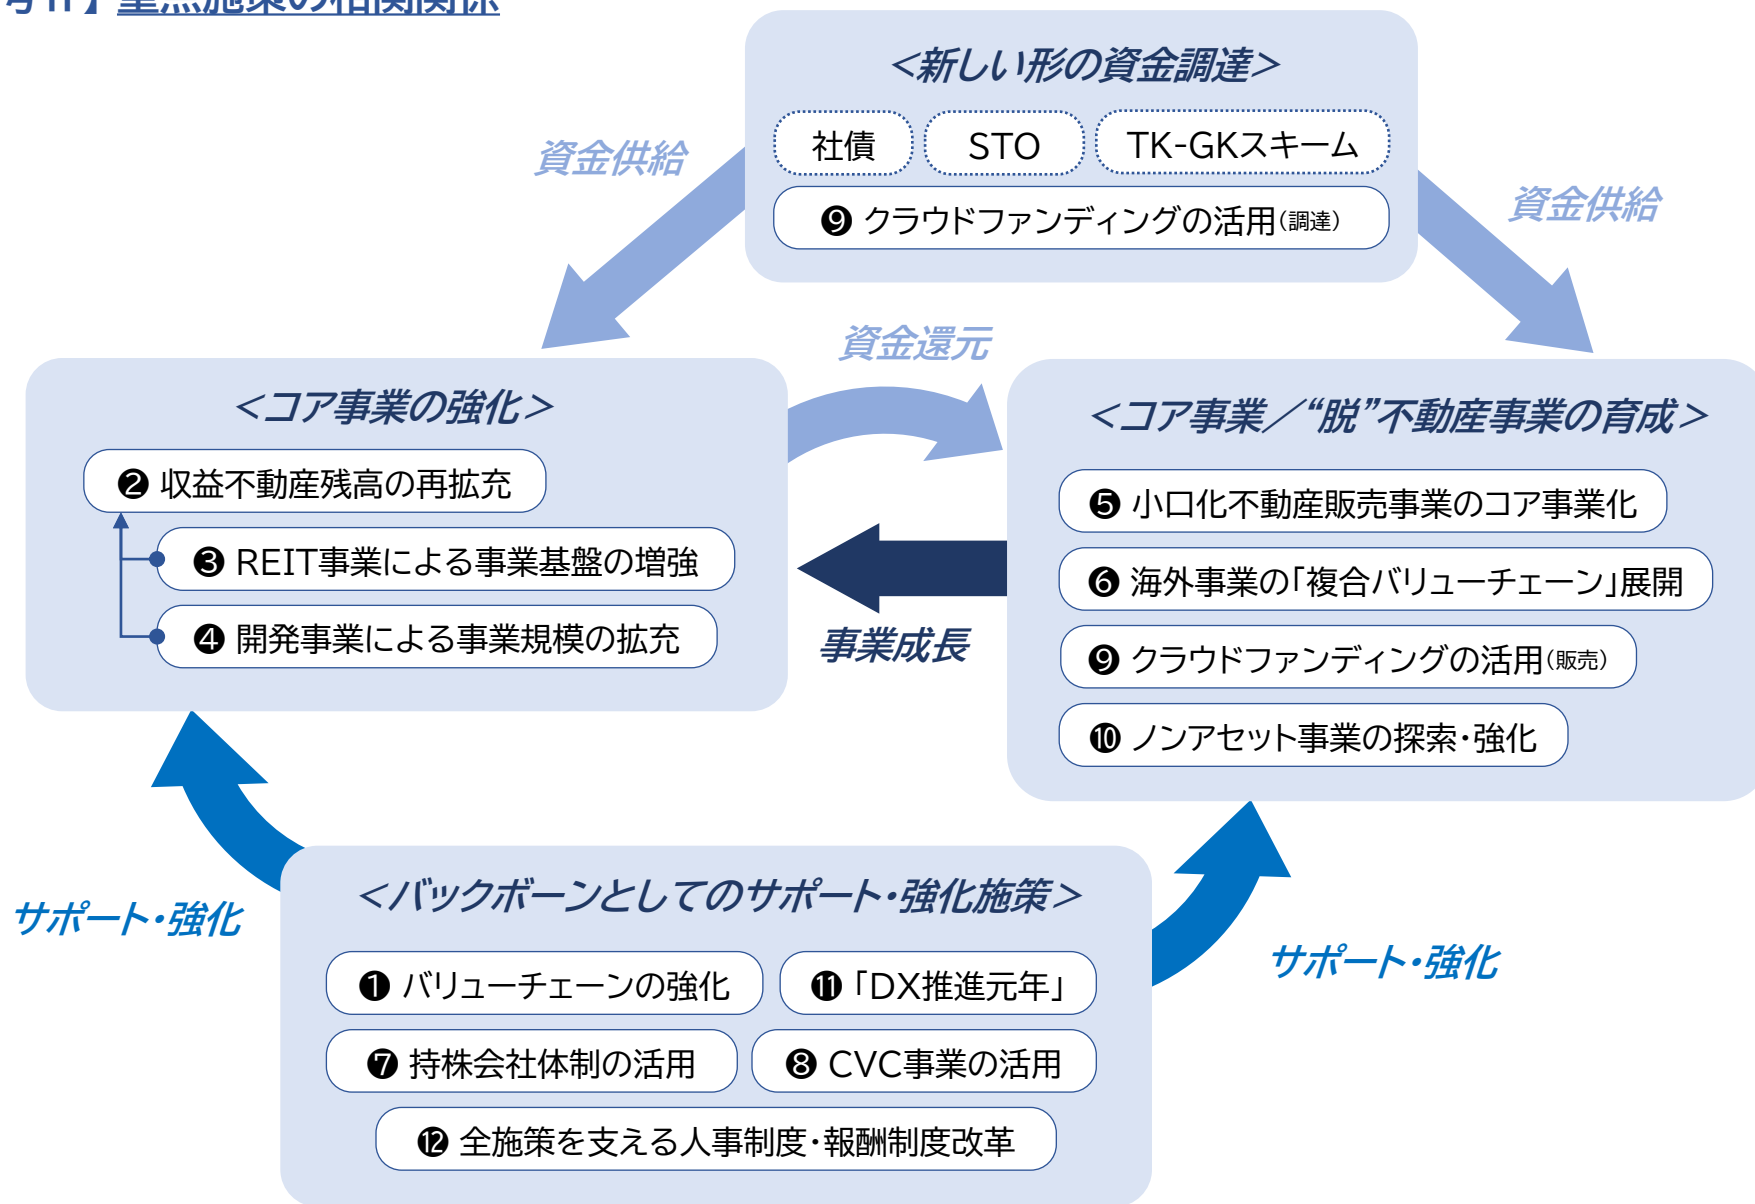 重点施策の相関関係
<新しい形の資金調達>
社債
STO
TK-GKスキーム
❾ クラウドファンディングの活用(調達)
資金供給
資金供給
資金還元
<コア事業の強化>
❷ 収益不動産残高の再拡充
❸ REIT事業による事業基盤の増強
❹ 開発事業による事業規模の拡充
事業成長
<コア事業/“脱”不動産事業の育成>
❺ 小口化不動産販売事業のコア事業化
❻ 海外事業の「複合バリューチェーン」展開
❾ クラウドファンディングの活用(販売)
❿ ノンアセット事業の探索・強化
サポート・強化
サポート・強化
<バックボーンとしてのサポート・強化施策>
❶ バリューチェーンの強化
⓫ 「DX推進元年」
❼ 持株会社体制の活用
❽ CVC事業の活用
⓬ 全施策を支える人事制度・報酬制度改革